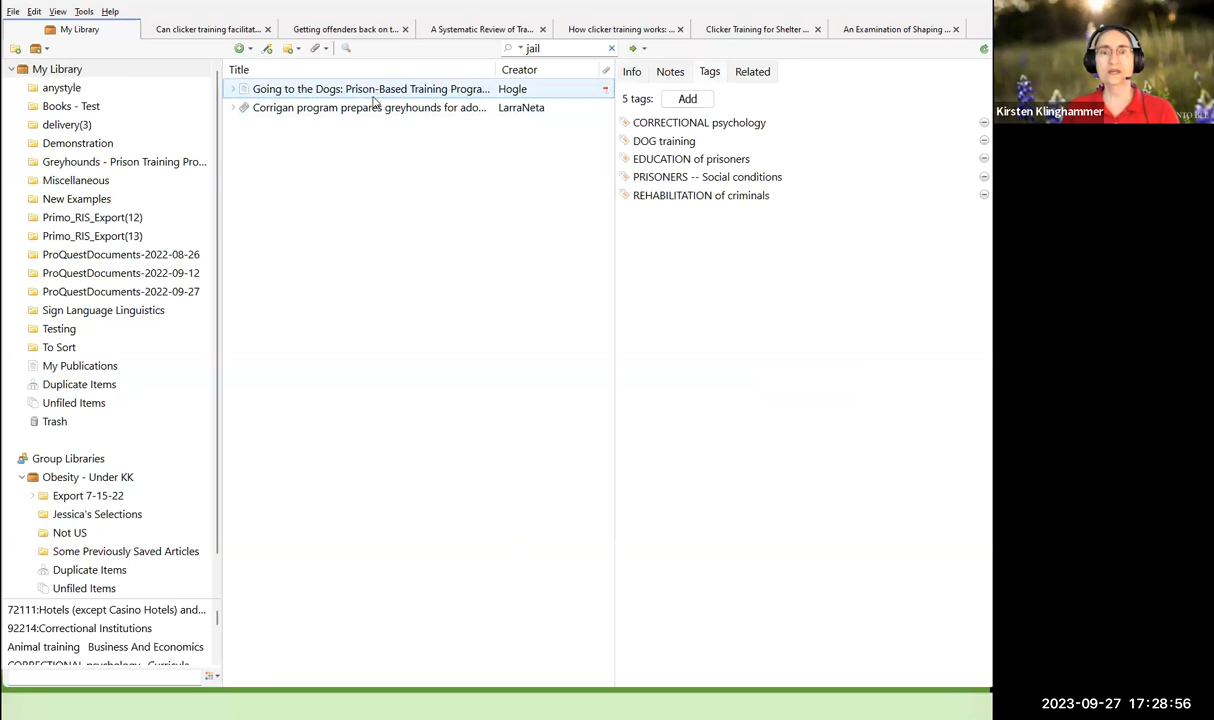 File Edit View Tools Help
My Library
Can clicker training facilitat...
Getting offenders back on t...
A Systematic Review of Tra...
How clicker training works: ...
Clicker Training for Shelter ...
An Examination of Shaping ...
jail
My Library
anystyle
Books - Test
delivery(3)
Demonstration
Greyhounds - Prison Training Pro...
Miscellaneous
New Examples
Primo_RIS_Export(12)
Primo_RIS_Export(13)
ProQuestDocuments-2022-08-26
ProQuestDocuments-2022-09-12
ProQuestDocuments-2022-09-27
Sign Language Linguistics
Testing
To Sort
My Publications
Duplicate Items
Unfiled Items
Trash
Group Libraries
Obesity - Under KK
Export 7-15-22
Jessica's Selections
Not US
Some Previously Saved Articles
Duplicate Items
Unfiled Items
72111:Hotels (except Casino Hotels) and...
92214:Correctional Institutions
Animal training Business And Economics
CORRECTIONAL psychology Curricula
Title Creator
Going to the Dogs: Prison-Based Training Progra... Hogle
Corrigan program prepares greyhounds for ado... LarraNeta
Info Notes Tags Related
5 tags: Add
CORRECTIONAL psychology
DOG training
EDUCATION of prisoners
PRISONERS -- Social conditions
REHABILITATION of criminals
Kirsten Klinghammer
2023-09-27 17:28:56